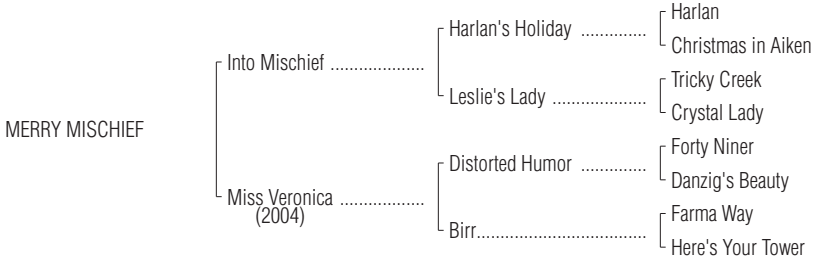 Harlan
Harlan's Holiday ..............
Christmas in Aiken
Into Mischief ....................
Tricky Creek
Leslie's Lady ....................
Crystal Lady
MERRY MISCHIEF
Forty Niner
Distorted Humor ..............
Danzig's Beauty
Miss Veronica ..................
(2004)
Farma Way
Birr....................................
Here's Your Tower